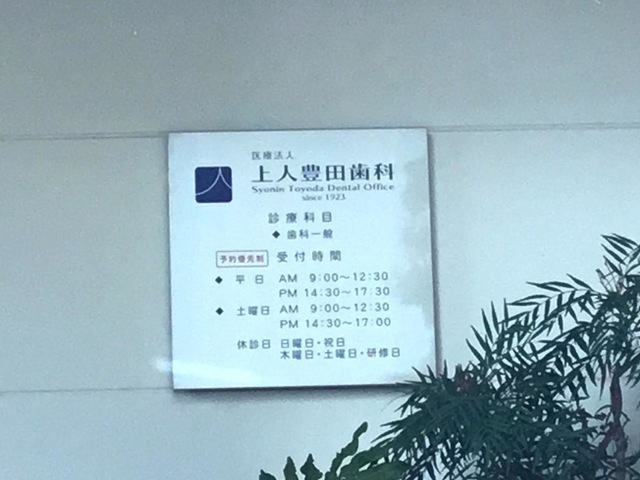 医療法人
上人豊田歯科
Syonin Toyoda Dental Office
since 1923
診療科目
◆ 歯科一般
予約優先制 受付時間
◆ 平日 AM 9:00～12:30
PM 14:30～17:30
◆ 土曜日 AM 9:00～12:30
PM 14:30～17:00
休診日 日曜日・祝日
木曜日・土曜日・研修日